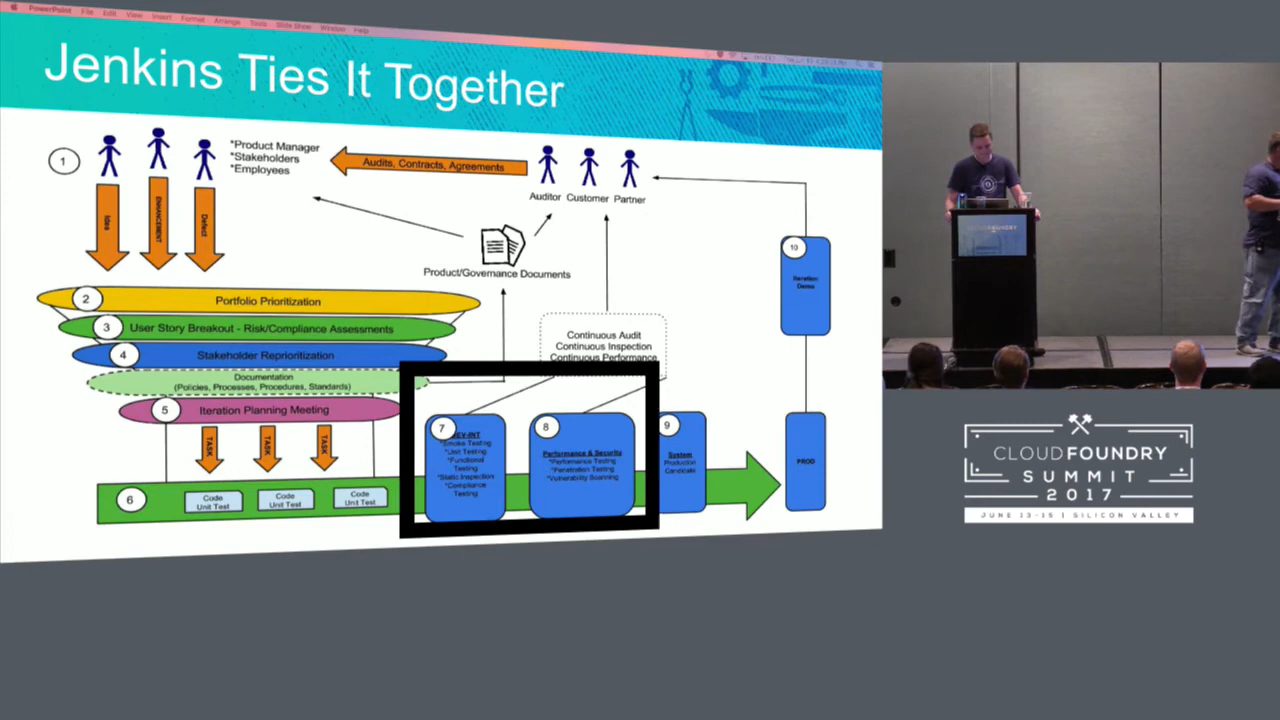 PowerPoint File Edit View Insert Format Arrange Tools Slide Show Window Help
Jenkins Ties It Together
1
*Product Manager
*Stakeholders
*Employees
Audits, Contracts, Agreements
Auditor Customer Partner
Idea
ENHANCEMENT
Defect
Product/Governance Documents
10
Iteration
Demo
2 Portfolio Prioritization
3 User Story Breakout - Risk/Compliance Assessments
4 Stakeholder Reprioritization
Documentation
(Policies, Processes, Procedures, Standards)
5 Iteration Planning Meeting
Continuous Audit
Continuous Inspection
Continuous Performance
TASK
TASK
TASK
6
Code
Unit Test
Code
Unit Test
Code
Unit Test
7
DEV-INT
*Smoke Testing
*Unit Testing
*Functional
Testing
*Static Inspection
*Compliance
Testing
8
Performance & Security
*Performance Testing
*Penetration Testing
*Vulnerability Scanning
9
System
Production
Candidate
PROD
CLOUD FOUNDRY
CLOUD FOUNDRY
SUMMIT
2017
JUNE 13-15 | SILICON VALLEY